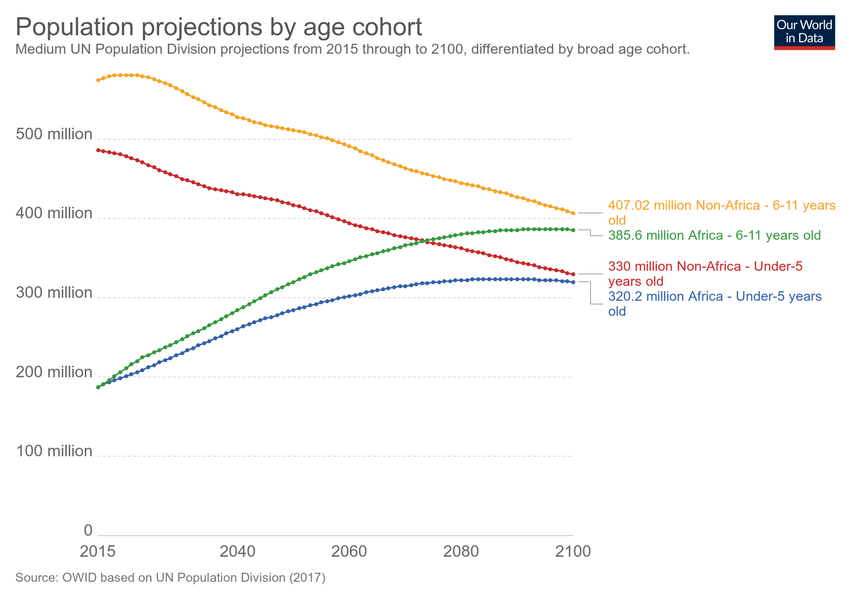 Population projections by age cohort
Medium UN Population Division projections from 2015 through to 2100, differentiated by broad age cohort.
Our World
in Data
500 million
400 million
300 million
200 million
100 million
0
407.02 million Non-Africa - 6-11 years
old
385.6 million Africa - 6-11 years old
330 million Non-Africa - Under-5
years old
320.2 million Africa - Under-5 years
old
2015
2040
2060
2080
2100
Source: OWID based on UN Population Division (2017)